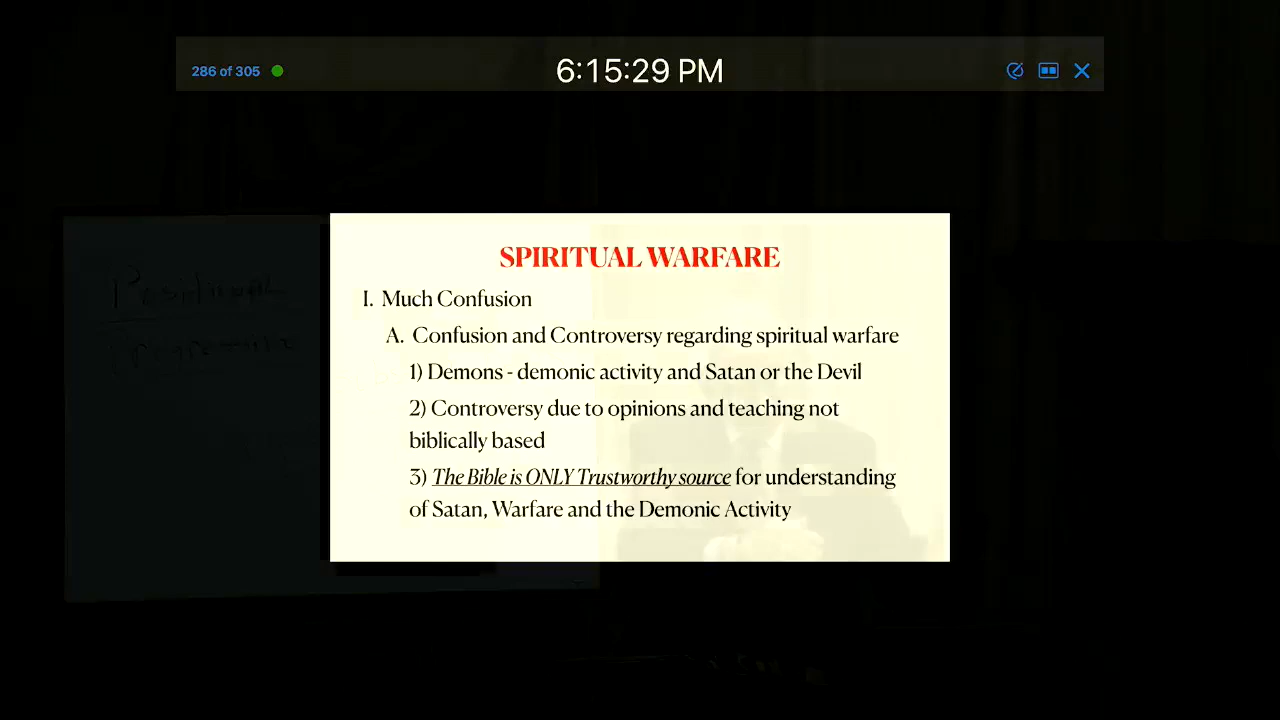 286 of 305
6:15:29 PM
SPIRITUAL WARFARE
I. Much Confusion
A. Confusion and Controversy regarding spiritual warfare
1) Demons - demonic activity and Satan or the Devil
2) Controversy due to opinions and teaching not
biblically based
3) The Bible is ONLY Trustworthy source for understanding
of Satan, Warfare and the Demonic Activity